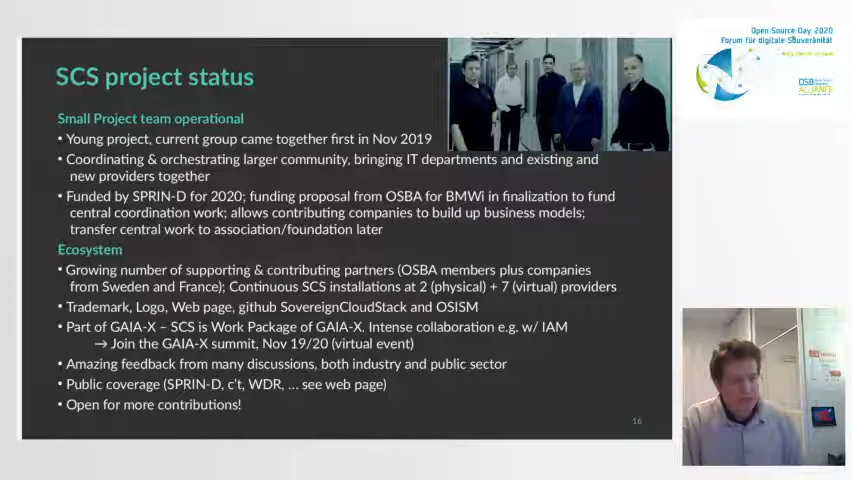 SCS project status
Small Project team operational
• Young project, current group came together first in Nov 2019
• Coordinating & orchestrating larger community, bringing IT departments and existing and
new providers together
• Funded by SPRIN-D for 2020; funding proposal from OSBA for BMWi in finalization to fund
central coordination work; allows contributing companies to build up business models;
transfer central work to association/foundation later
Ecosystem
• Growing number of supporting & contributing partners (OSBA members plus companies
from Sweden and France); Continuous SCS installations at 2 (physical) + 7 (virtual) providers
• Trademark, Logo, Web page, github SovereignCloudStack and OSISM
• Part of GAIA-X – SCS is Work Package of GAIA-X. Intense collaboration e.g. w/ IAM
→ Join the GAIA-X summit, Nov 19/20 (virtual event)
• Amazing feedback from many discussions, both industry and public sector
• Public coverage (SPRIN-D, c't, WDR, ... see web page)
• Open for more contributions!
16
Open Source Day 2020
Forum für digitale Souveränität
OSB
ALLIANCE